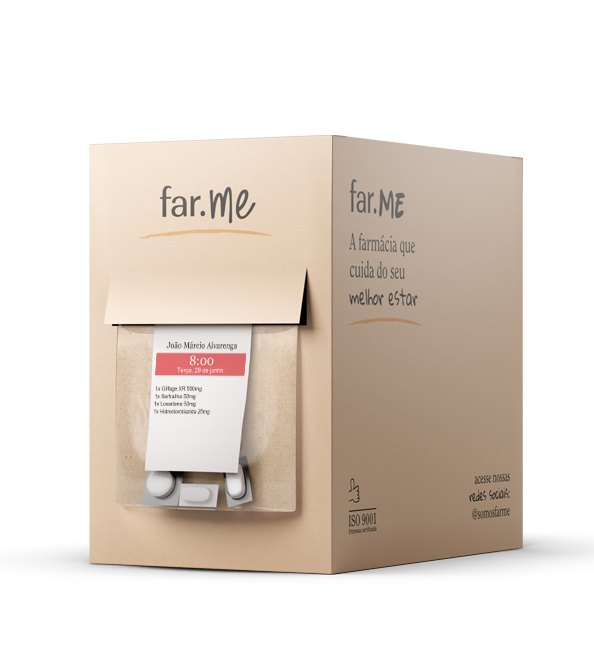 far.me
João Márcio Alvarenga
8:00
Terça, 29 de junho
1x Glifage XR 500mg
1x Sertralina 50mg
1x Losartana 50mg
1x Hidroclorotiazida 25mg
far.ME
A farmácia que
cuida do seu
melhor estar
ISO 9001
Empresa certificada
acesse nossas
redes sociais:
@somosfarme